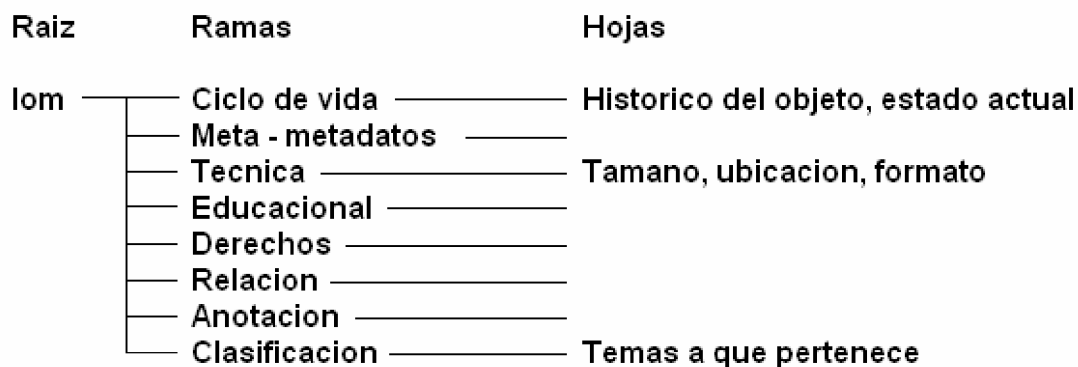 Raiz Ramas Hojas
lom Ciclo de vida Historico del objeto, estado actual
Meta - metadatos
Tecnica Tamano, ubicacion, formato
Educacional
Derechos
Relacion
Anotacion
Clasificacion Temas a que pertenece